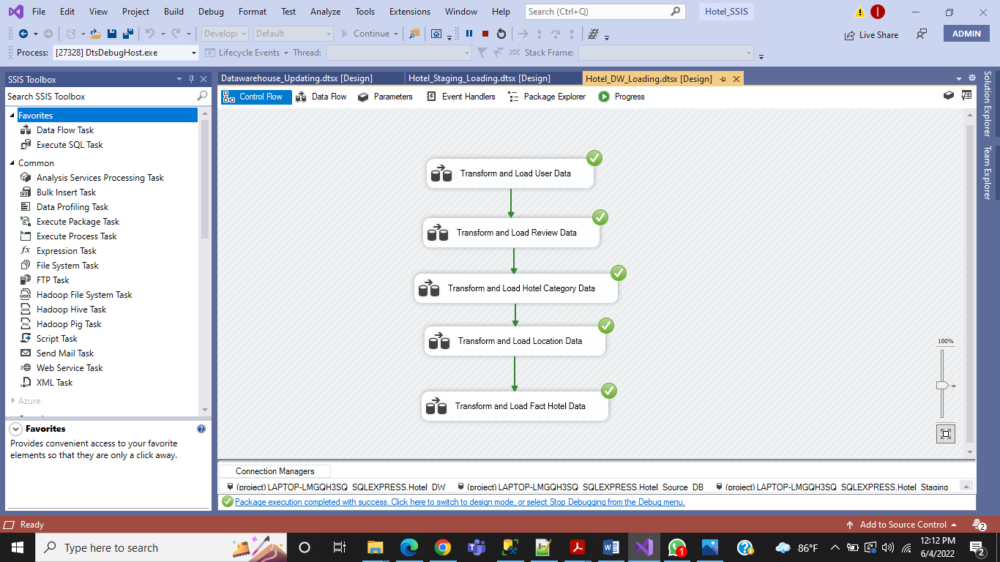 File Edit View Project Build Debug Format Test Analyze Tools Extensions Window Help Search (Ctrl+Q) Hotel_SSIS
Develop Default Continue Live Share ADMIN
Process: [27328] DtsDebugHost.exe Lifecycle Events Thread: Stack Frame:
SSIS Toolbox
Search SSIS Toolbox
Favorites
Data Flow Task
Execute SQL Task
Common
Analysis Services Processing Task
Bulk Insert Task
Data Profiling Task
Execute Package Task
Execute Process Task
Expression Task
File System Task
FTP Task
Hadoop File System Task
Hadoop Hive Task
Hadoop Pig Task
Script Task
Send Mail Task
Web Service Task
XML Task
Azure
Favorites
Provides convenient access to your favorite
elements so that they are only a click away.
Datawarehouse_Updating.dtsx [Design] Hotel_Staging_Loading.dtsx [Design] Hotel_DW_Loading.dtsx [Design]
Control Flow Data Flow Parameters Event Handlers Package Explorer Progress
Transform and Load User Data
Transform and Load Review Data
Transform and Load Hotel Category Data
Transform and Load Location Data
Transform and Load Fact Hotel Data
100%
Connection Managers
(project) LAPTOP-LMGQH3SQ_SQLEXPRESS.Hotel_DW (project) LAPTOP-LMGQH3SQ_SQLEXPRESS.Hotel_Source_DB (project) LAPTOP-LMGQH3SQ_SQLEXPRESS.Hotel_Staging
Package execution completed with success. Click here to switch to design mode, or select Stop Debugging from the Debug menu.
Solution Explorer
Team Explorer
Ready Add to Source Control 2
Type here to search 1 86°F 12:12 PM
6/4/2022 2